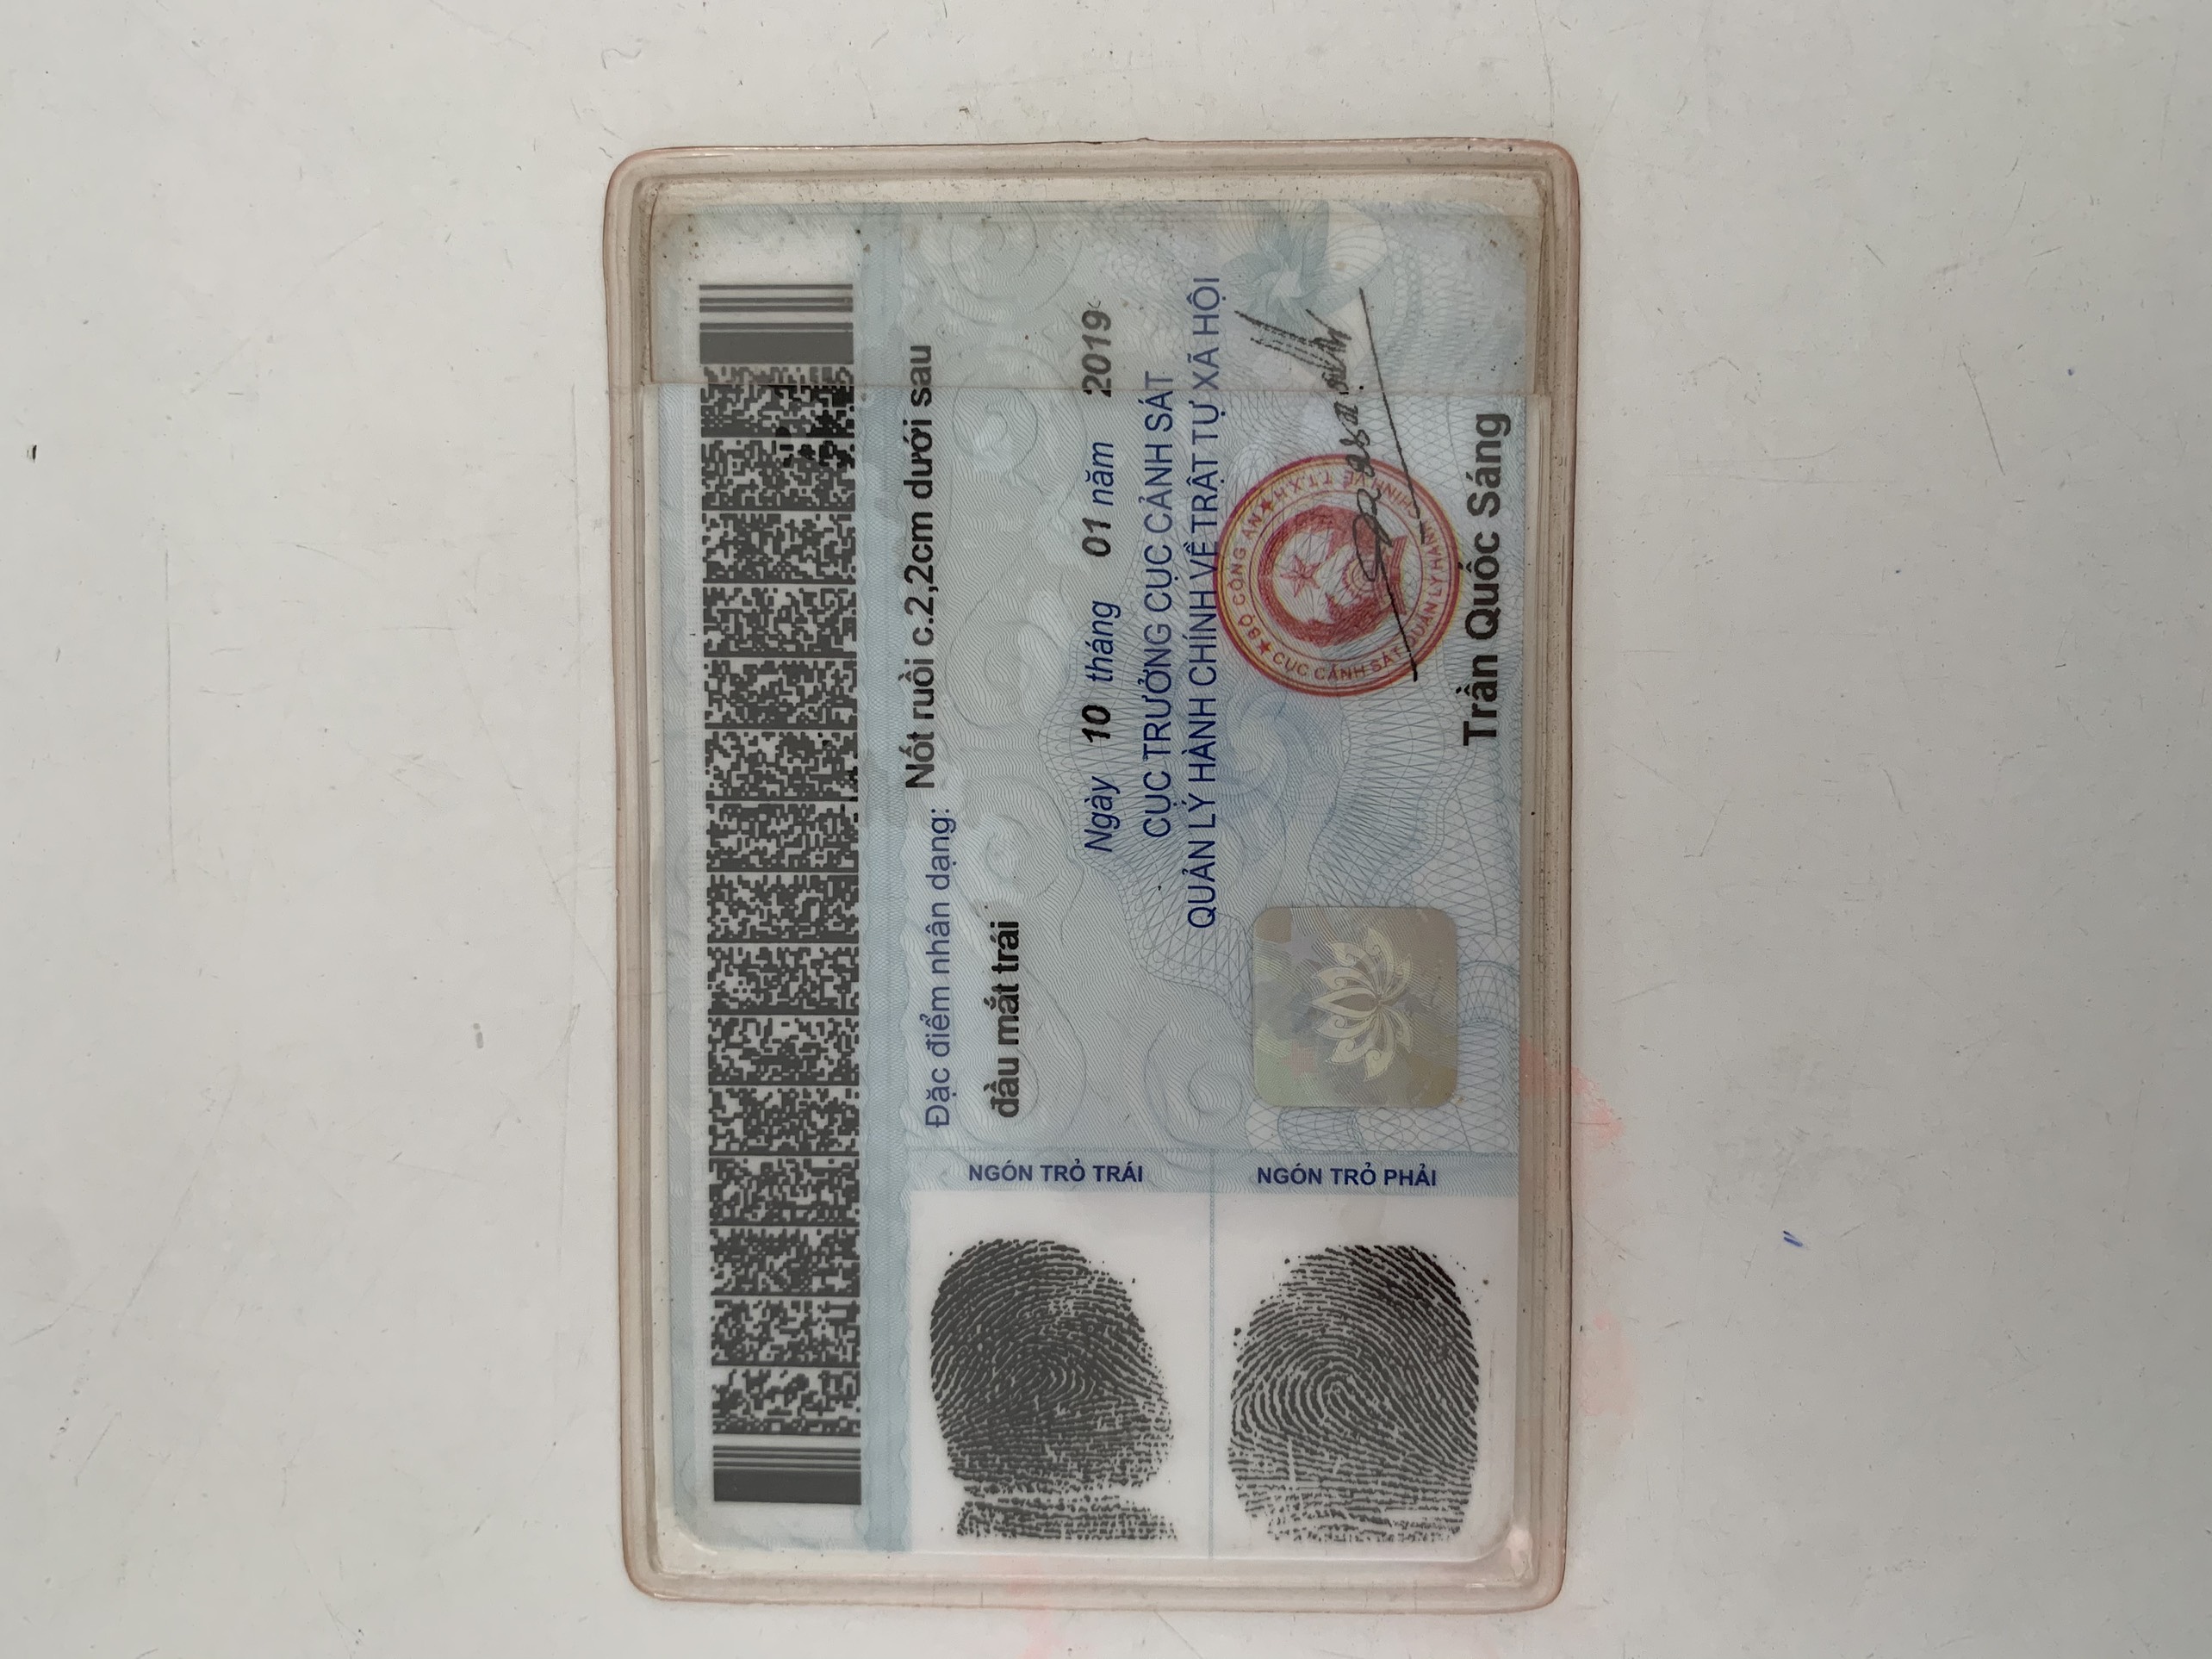 Đặc điểm nhân dạng: Nốt ruồi c.2,2cm dưới sau
đầu mắt trái
Ngày 10 tháng 01 năm 2019
CỤC TRƯỞNG CỤC CẢNH SÁT
QUẢN LÝ HÀNH CHÍNH VỀ TRẬT TỰ XÃ HỘI
★ BỘ CÔNG AN ★
CỤC CẢNH SÁT QUẢN LÝ HÀNH CHÍNH VỀ T.T.X.H
Trần Quốc Sáng
NGÓN TRỎ TRÁI
NGÓN TRỎ PHẢI